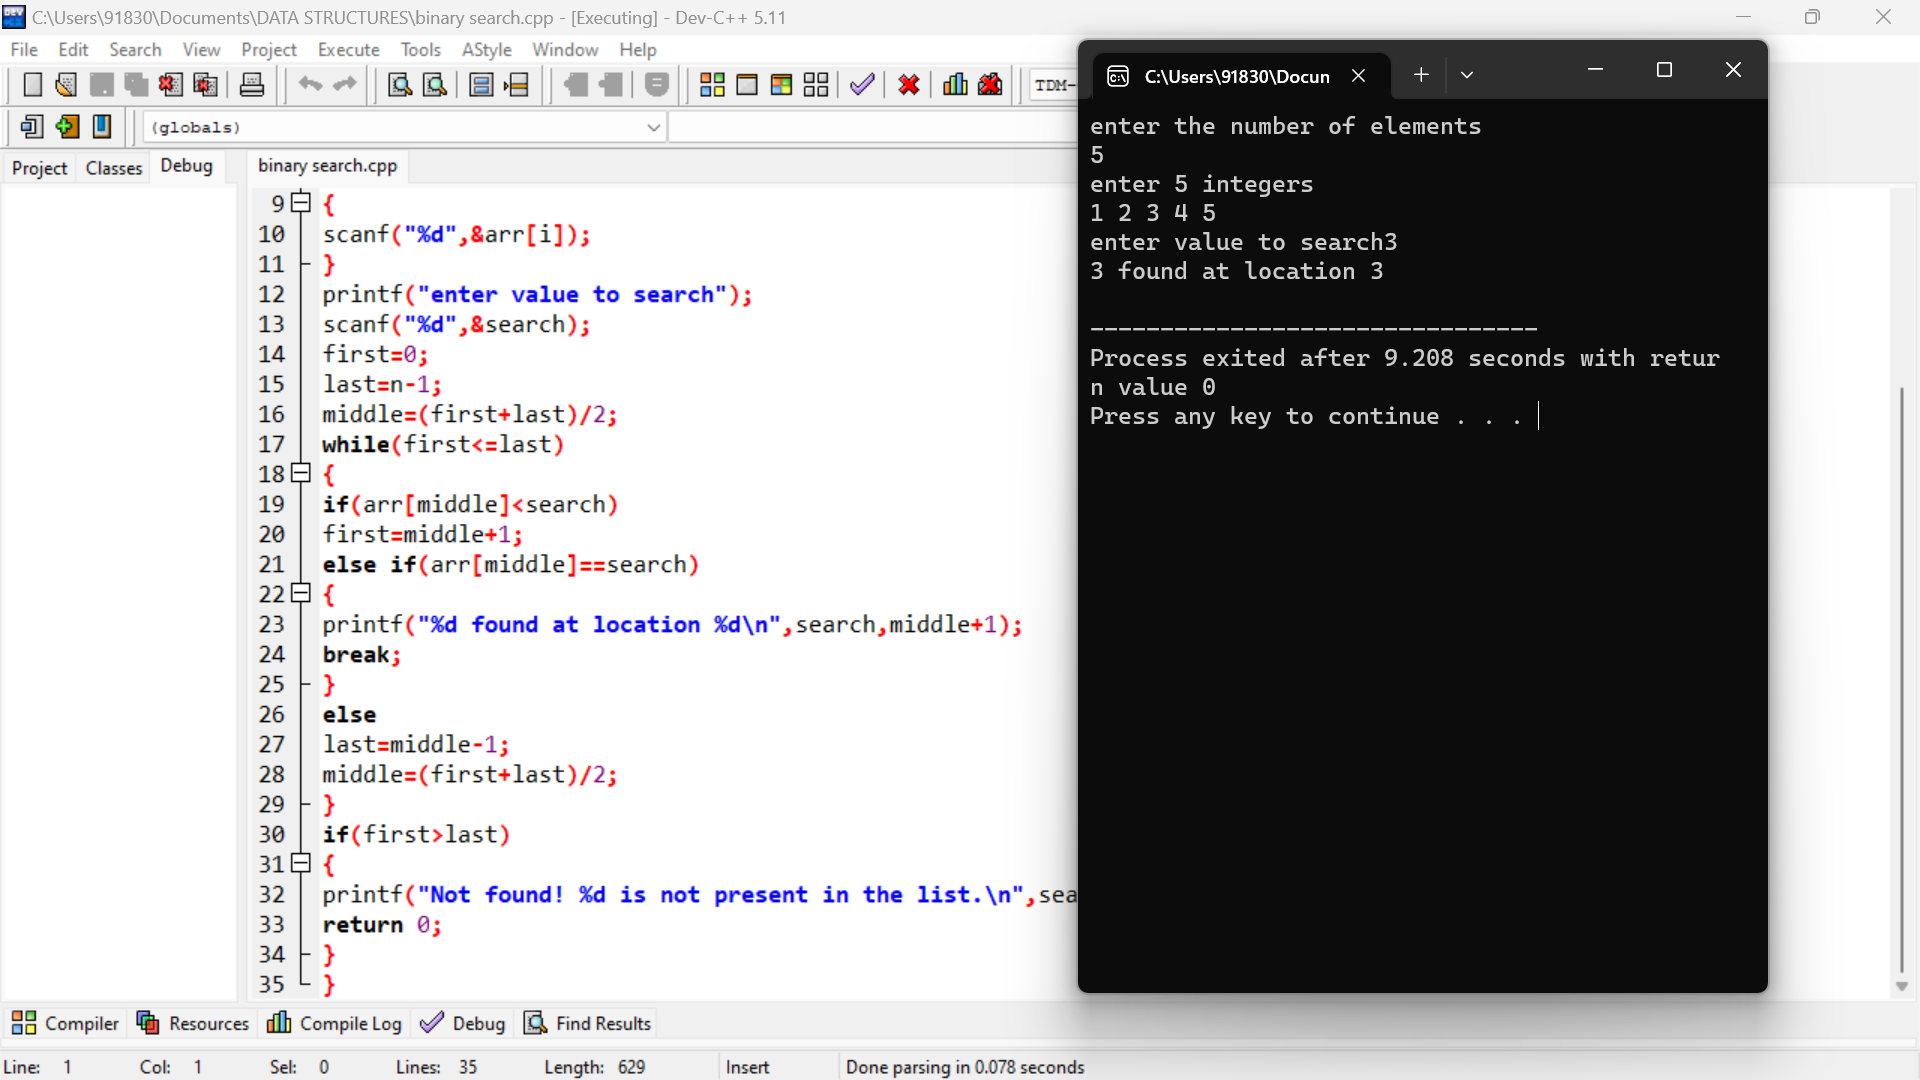 C:\Users\91830\Documents\DATA STRUCTURES\binary search.cpp - [Executing] - Dev-C++ 5.11
File Edit Search View Project Execute Tools AStyle Window Help
TDM-
(globals)
Project Classes Debug
binary search.cpp
9 {
10 scanf("%d",&arr[i]);
11 }
12 printf("enter value to search");
13 scanf("%d",&search);
14 first=0;
15 last=n-1;
16 middle=(first+last)/2;
17 while(first<=last)
18 {
19 if(arr[middle]<search)
20 first=middle+1;
21 else if(arr[middle]==search)
22 {
23 printf("%d found at location %d\n",search,middle+1);
24 break;
25 }
26 else
27 last=middle-1;
28 middle=(first+last)/2;
29 }
30 if(first>last)
31 {
32 printf("Not found! %d is not present in the list.\n",sea
33 return 0;
34 }
35 }
C:\Users\91830\Docun
enter the number of elements
5
enter 5 integers
1 2 3 4 5
enter value to search3
3 found at location 3
--------------------------------
Process exited after 9.208 seconds with retur
n value 0
Press any key to continue . . .
Compiler Resources Compile Log Debug Find Results
Line: 1 Col: 1 Sel: 0 Lines: 35 Length: 629 Insert Done parsing in 0.078 seconds